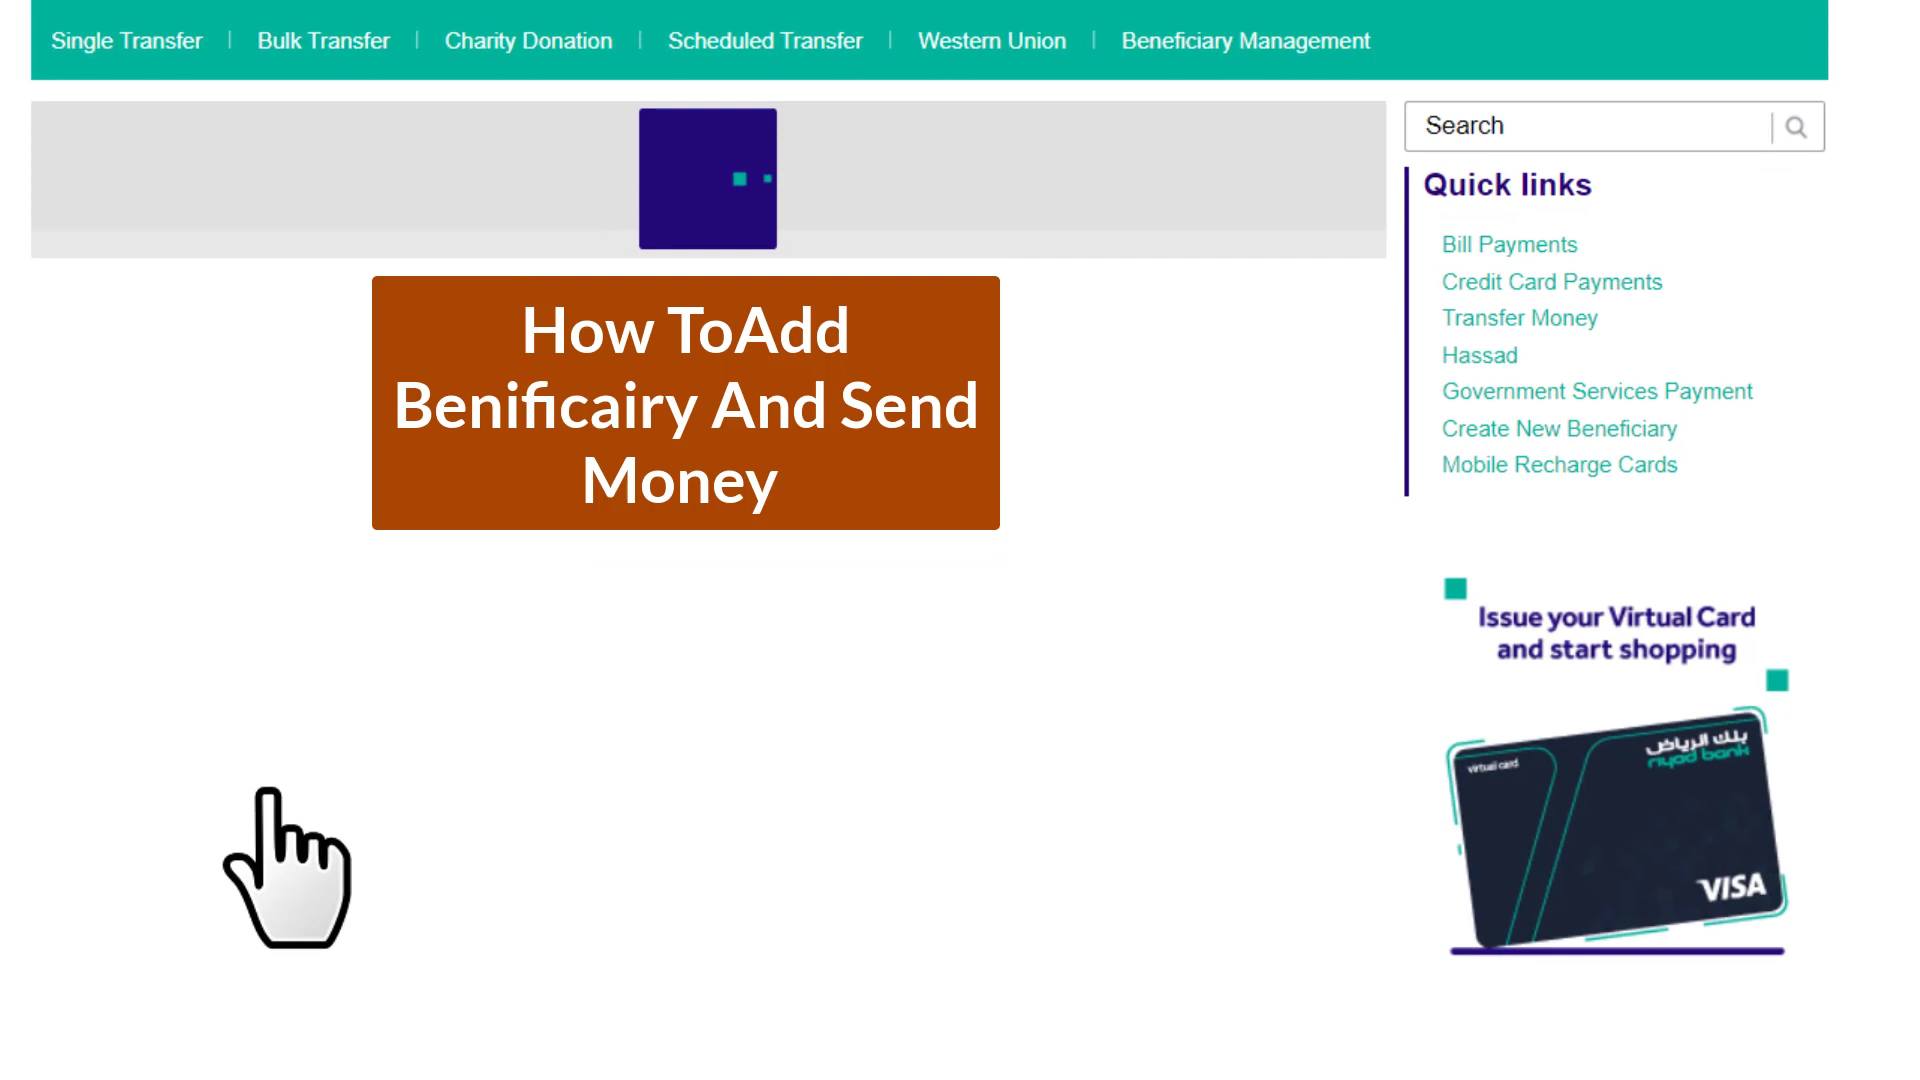 Single Transfer | Bulk Transfer | Charity Donation | Scheduled Transfer | Western Union | Beneficiary Management
Search
Quick links
Bill Payments
Credit Card Payments
Transfer Money
Hassad
Government Services Payment
Create New Beneficiary
Mobile Recharge Cards
How ToAdd
Benificairy And Send
Money
Issue your Virtual Card
and start shopping
بنك الرياض
riyad bank
virtual card
VISA